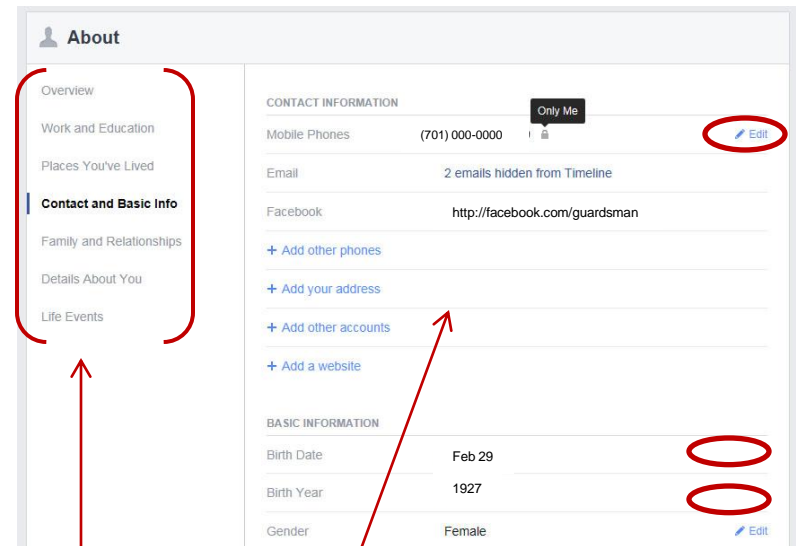 About
Overview
Work and Education
Places You've Lived
Contact and Basic Info
Family and Relationships
Details About You
Life Events
CONTACT INFORMATION
Only Me
Mobile Phones (701) 000-0000 Edit
Email 2 emails hidden from Timeline
Facebook http://facebook.com/guardsman
+ Add other phones
+ Add your address
+ Add other accounts
+ Add a website
BASIC INFORMATION
Birth Date Feb 29
Birth Year 1927
Gender Female Edit